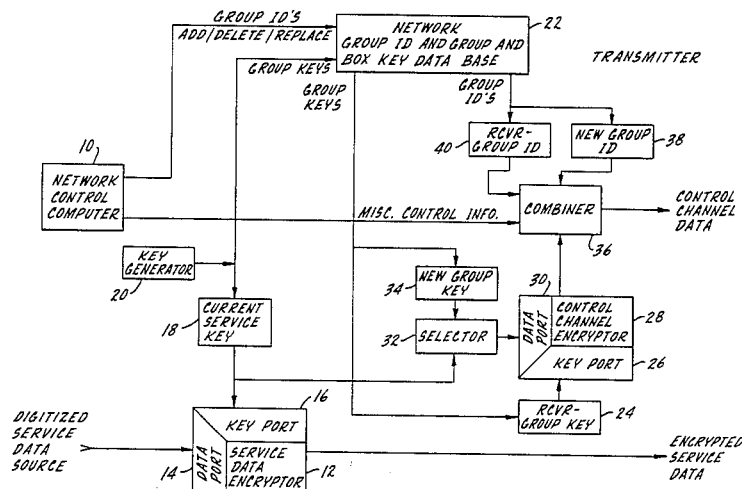 GROUP ID'S
ADD/DELETE/REPLACE
GROUP KEYS
NETWORK
GROUP ID AND GROUP AND
BOX KEY DATA BASE
22
TRANSMITTER
GROUP
KEYS
GROUP
ID'S
10
NETWORK
CONTROL
COMPUTER
40
RCVR-
GROUP ID
NEW GROUP
ID
38
MISC. CONTROL INFO.
COMBINER
36
CONTROL
CHANNEL
DATA
KEY
GENERATOR
20
18
CURRENT
SERVICE
KEY
34
NEW GROUP
KEY
32
SELECTOR
30
DATA
PORT
CONTROL
CHANNEL
ENCRYPTOR
28
KEY PORT
26
RCVR-
GROUP KEY
24
DIGITIZED
SERVICE
DATA
SOURCE
16
KEY PORT
14
DATA
PORT
SERVICE
DATA
ENCRYPTOR
12
ENCRYPTED
SERVICE
DATA